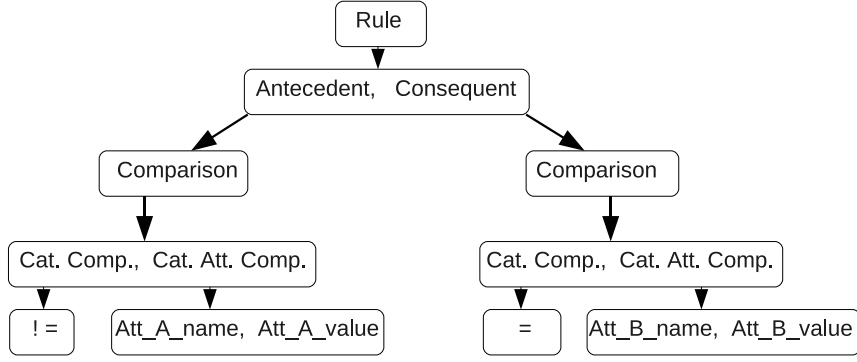 Rule
Antecedent, Consequent
Comparison Comparison
Cat. Comp., Cat. Att. Comp. Cat. Comp., Cat. Att. Comp.
! = Att_A_name, Att_A_value = Att_B_name, Att_B_value